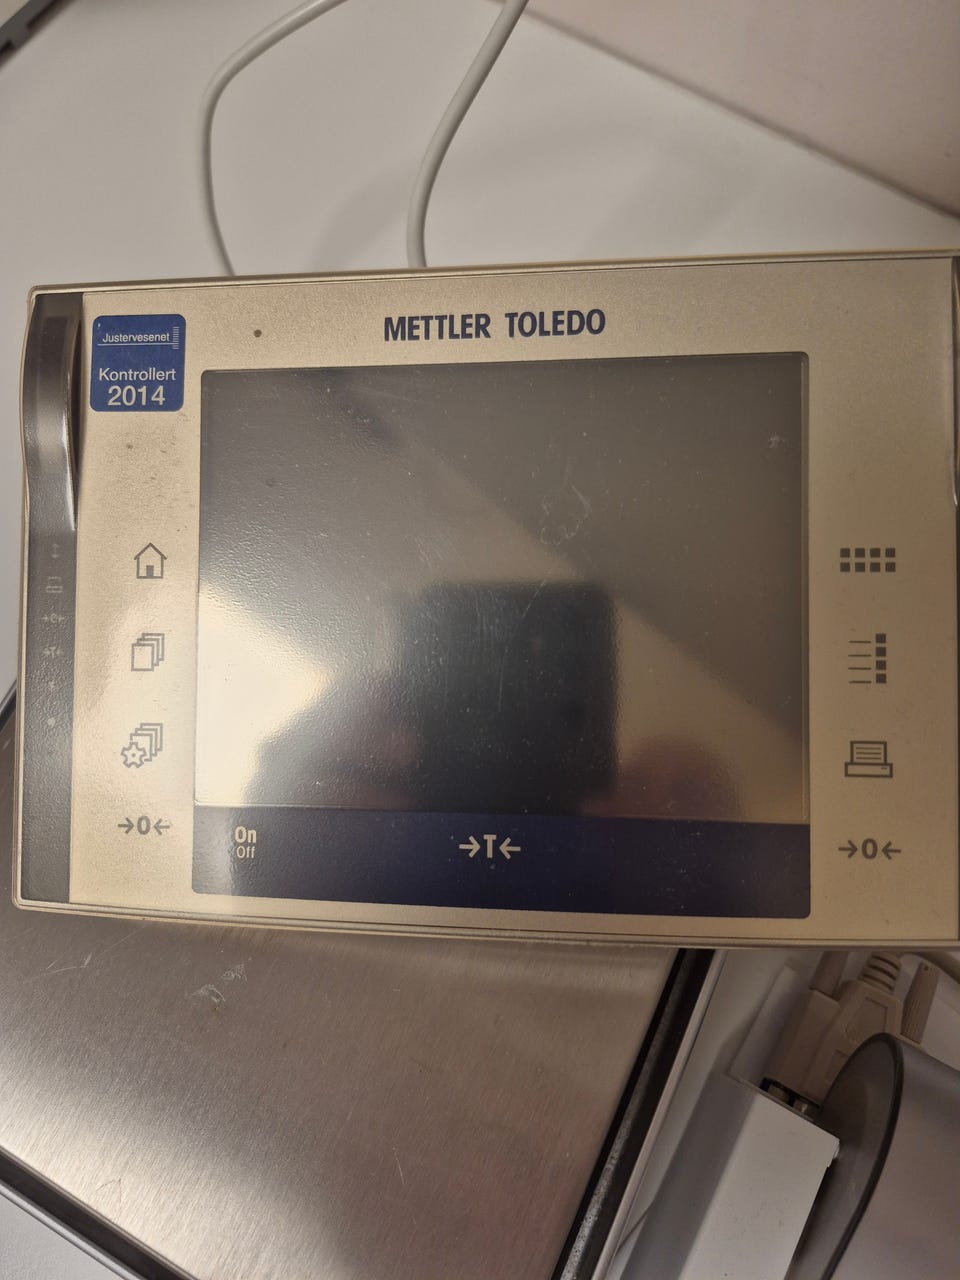 METTLER TOLEDO
Justervesenet
Kontrollert
2014
→0←
On
Off
→T←
→0←